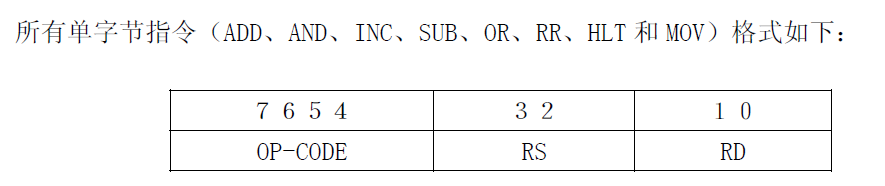 所有单字节指令（ADD、AND、INC、SUB、OR、RR、HLT 和 MOV）格式如下：
7 6 5 4 3 2 1 0
OP-CODE RS RD